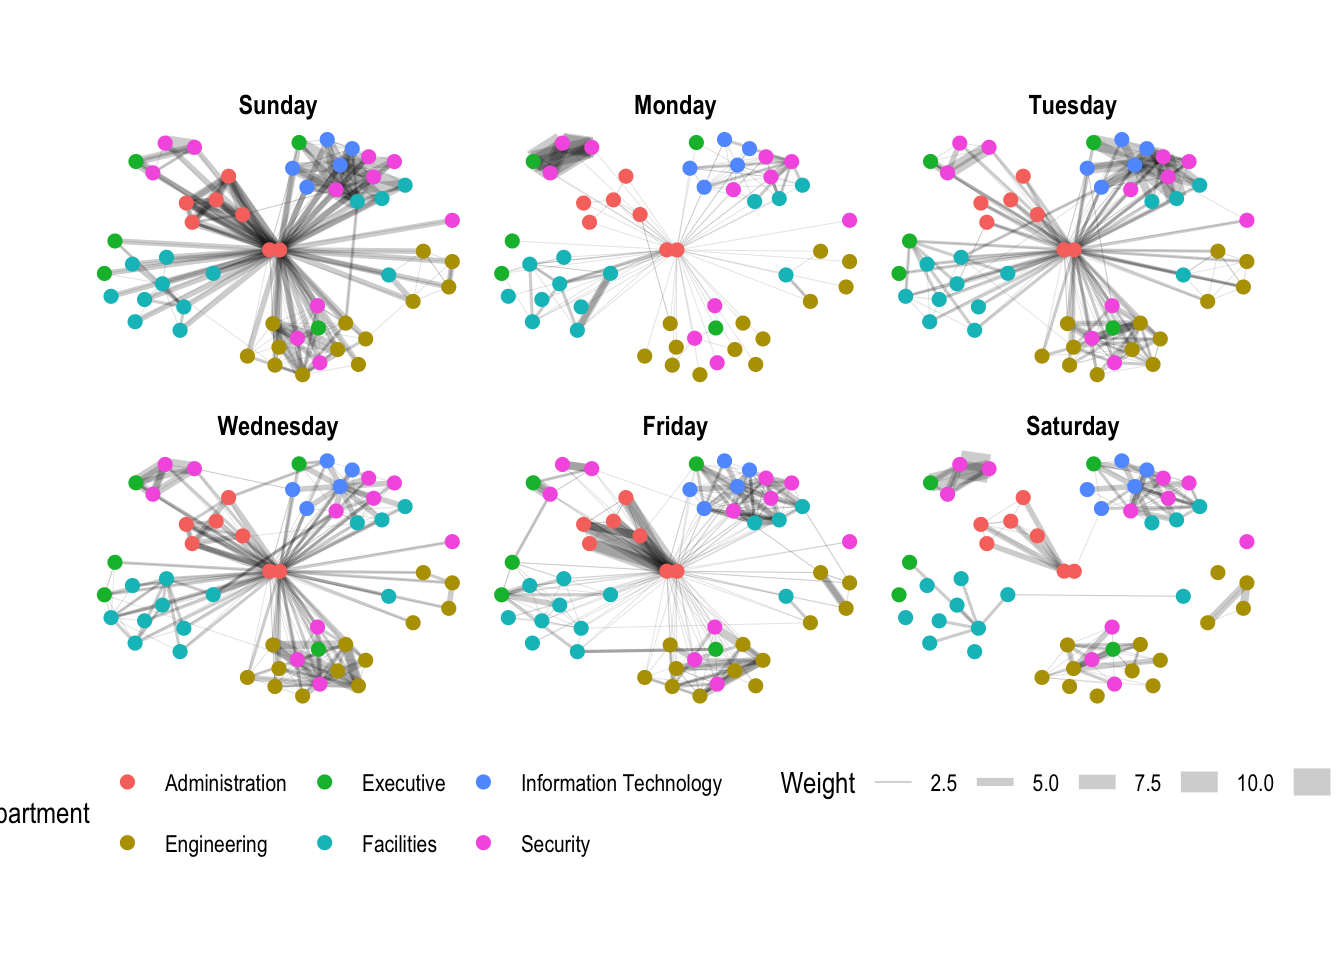 Sunday
Monday
Tuesday
Wednesday
Friday
Saturday
partment
Administration
Executive
Information Technology
Engineering
Facilities
Security
Weight
2.5
5.0
7.5
10.0